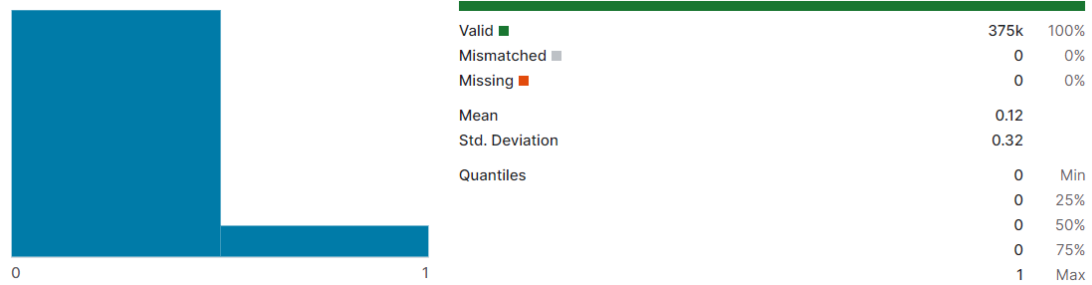 0 1
Valid 375k 100%
Mismatched 0 0%
Missing 0 0%
Mean 0.12
Std. Deviation 0.32
Quantiles 0 Min
0 25%
0 50%
0 75%
1 Max